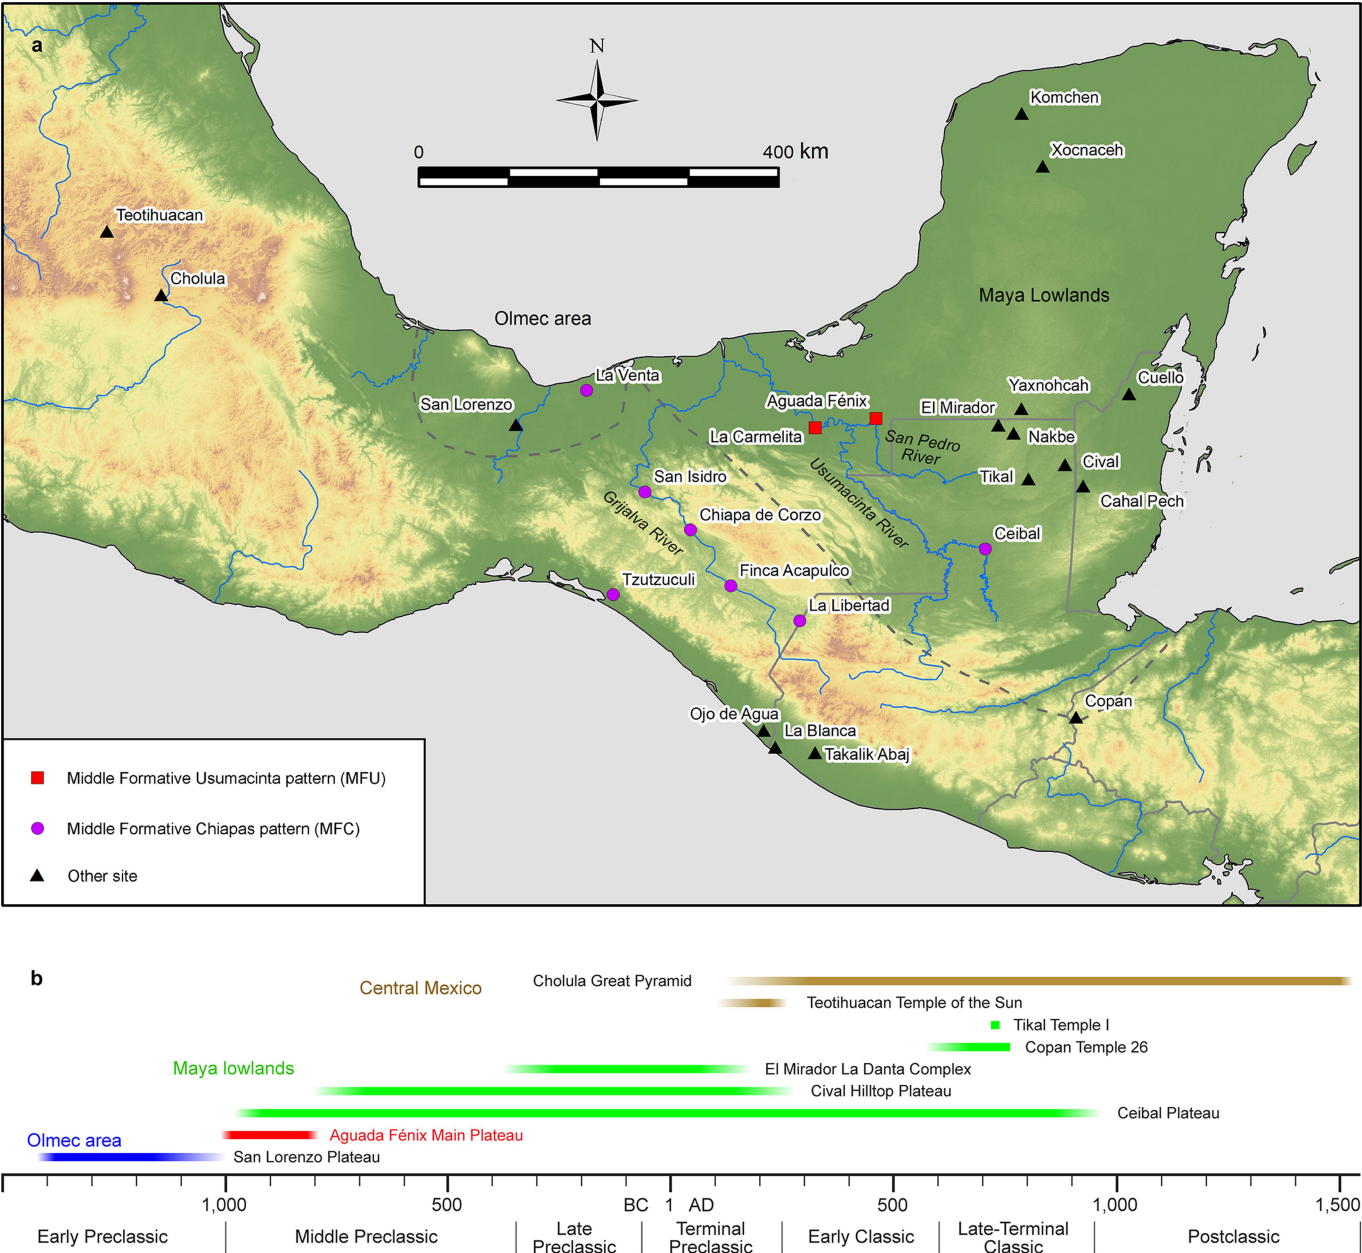 a
N
0 400 km
Komchen
Xocnaceh
Teotihuacan
Cholula
Maya Lowlands
Olmec area
La Venta
San Lorenzo
Aguada Fénix
La Carmelita
El Mirador
Yaxnohcah
Cuello
Nakbe
San Pedro
River
Tikal
Cival
Cahal Pech
San Isidro
Usumacinta River
Grijalva River
Chiapa de Corzo
Ceibal
Finca Acapulco
Tzutzuculi
La Libertad
Copan
Ojo de Agua
La Blanca
Takalik Abaj
Middle Formative Usumacinta pattern (MFU)
Middle Formative Chiapas pattern (MFC)
Other site
b
Central Mexico
Cholula Great Pyramid
Teotihuacan Temple of the Sun
Tikal Temple I
Copan Temple 26
Maya lowlands
El Mirador La Danta Complex
Cival Hilltop Plateau
Ceibal Plateau
Aguada Fénix Main Plateau
Olmec area
San Lorenzo Plateau
1,000 500 BC 1 AD 500 1,000 1,500
Early Preclassic
Middle Preclassic
Late
Preclassic
Terminal
Preclassic
Early Classic
Late-Terminal
Classic
Postclassic